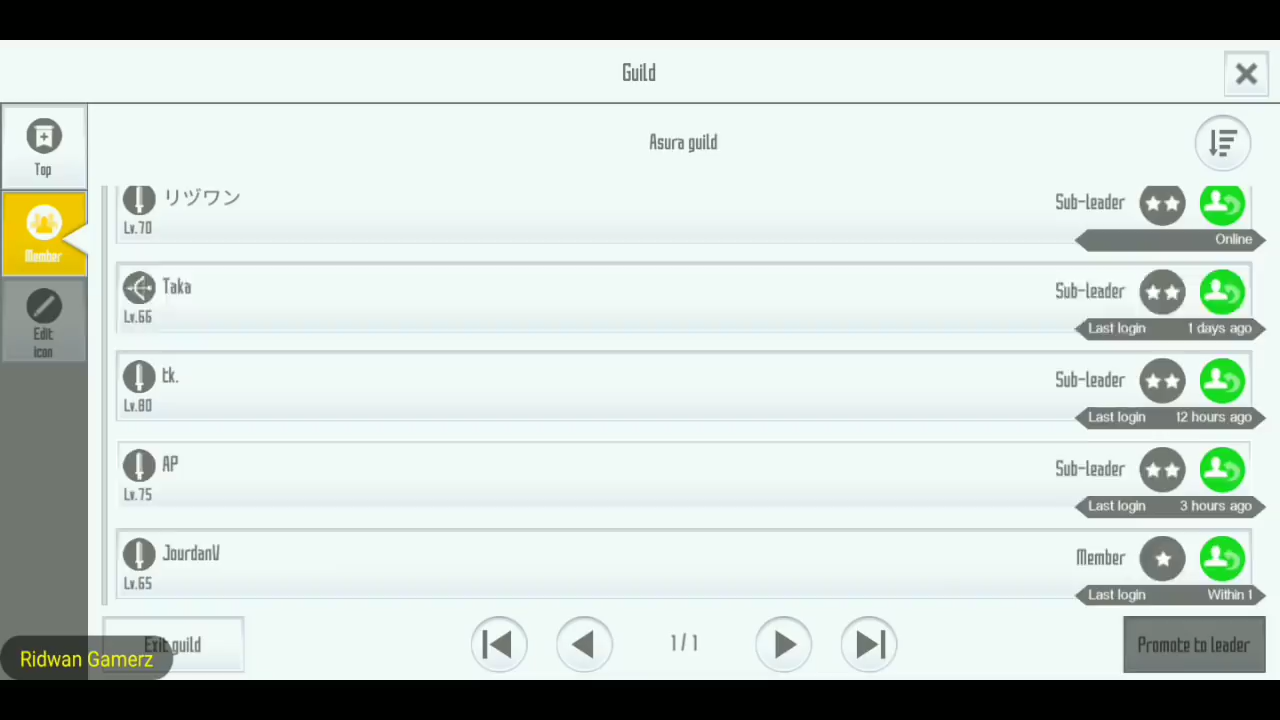 Guild
Top
Member
Edit
icon
Asura guild
リヅワン
Lv.70
Sub-leader
Online
Taka
Lv.66
Sub-leader
Last login 1 days ago
tk.
Lv.80
Sub-leader
Last login 12 hours ago
AP
Lv.75
Sub-leader
Last login 3 hours ago
JourdanV
Lv.65
Member
Last login Within 1
Exit guild
1/1
Promote to leader
Ridwan Gamerz